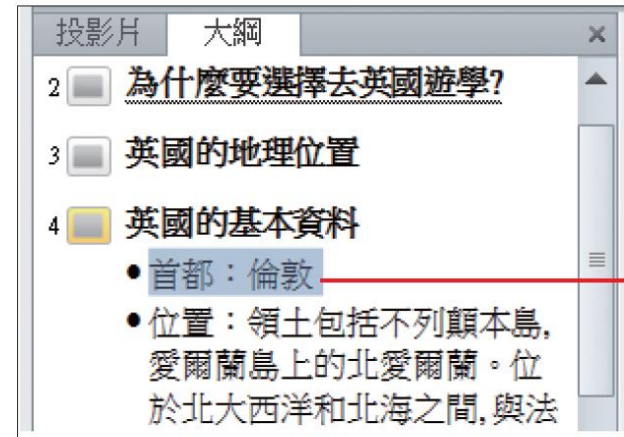 投影片 大綱
2 為什麼要選擇去英國遊學?
3 英國的地理位置
4 英國的基本資料
•首都：倫敦
•位置：領土包括不列顛本島,
愛爾蘭島上的北愛爾蘭。位
於北大西洋和北海之間,與法